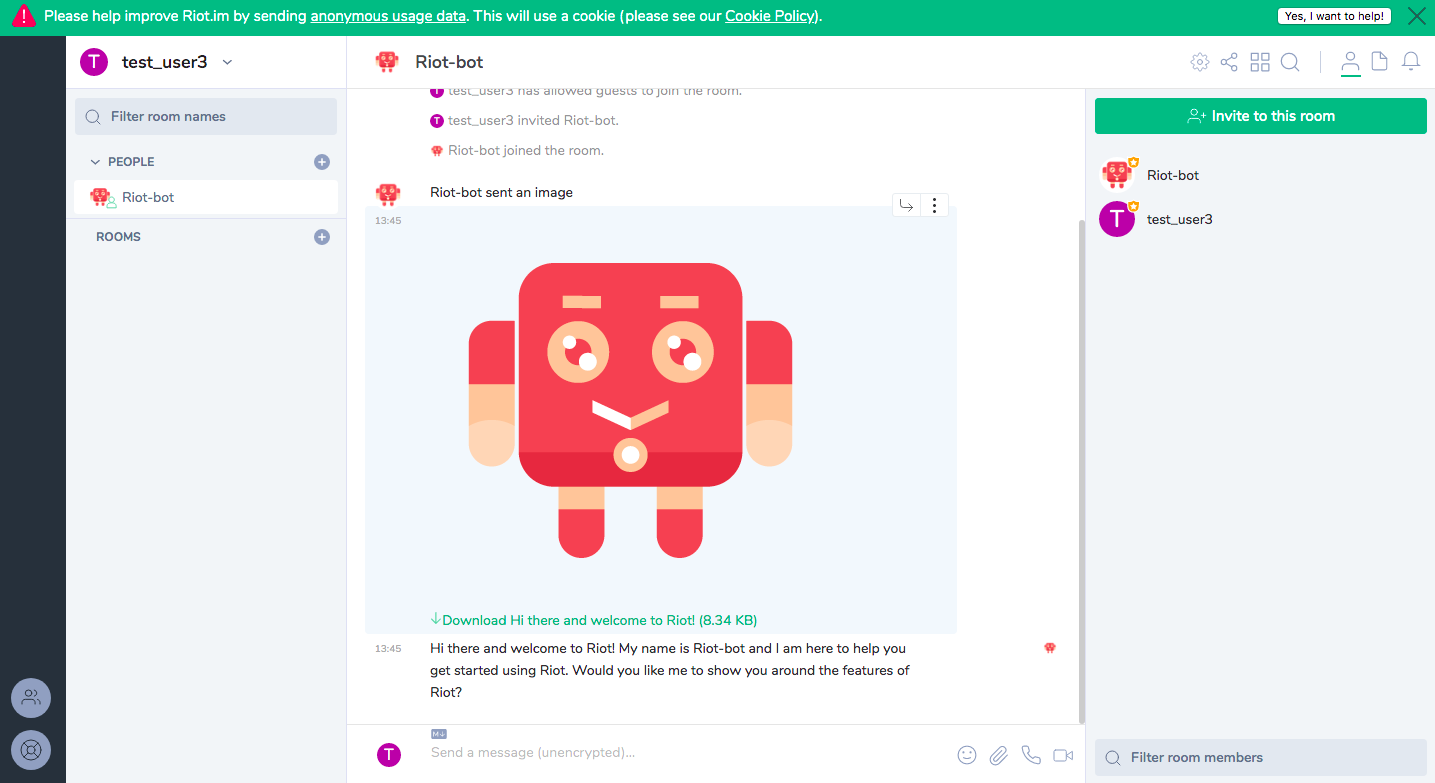 Please help improve Riot.im by sending anonymous usage data. This will use a cookie (please see our Cookie Policy).
Yes, I want to help!
T
test_user3
Filter room names
PEOPLE
Riot-bot
ROOMS
Riot-bot
T test_user3 has allowed guests to join the room.
T test_user3 invited Riot-bot.
Riot-bot joined the room.
Riot-bot sent an image
13:45
Download Hi there and welcome to Riot! (8.34 KB)
13:45
Hi there and welcome to Riot! My name is Riot-bot and I am here to help you
get started using Riot. Would you like me to show you around the features of
Riot?
M
T
Send a message (unencrypted)...
Invite to this room
Riot-bot
T
test_user3
Filter room members